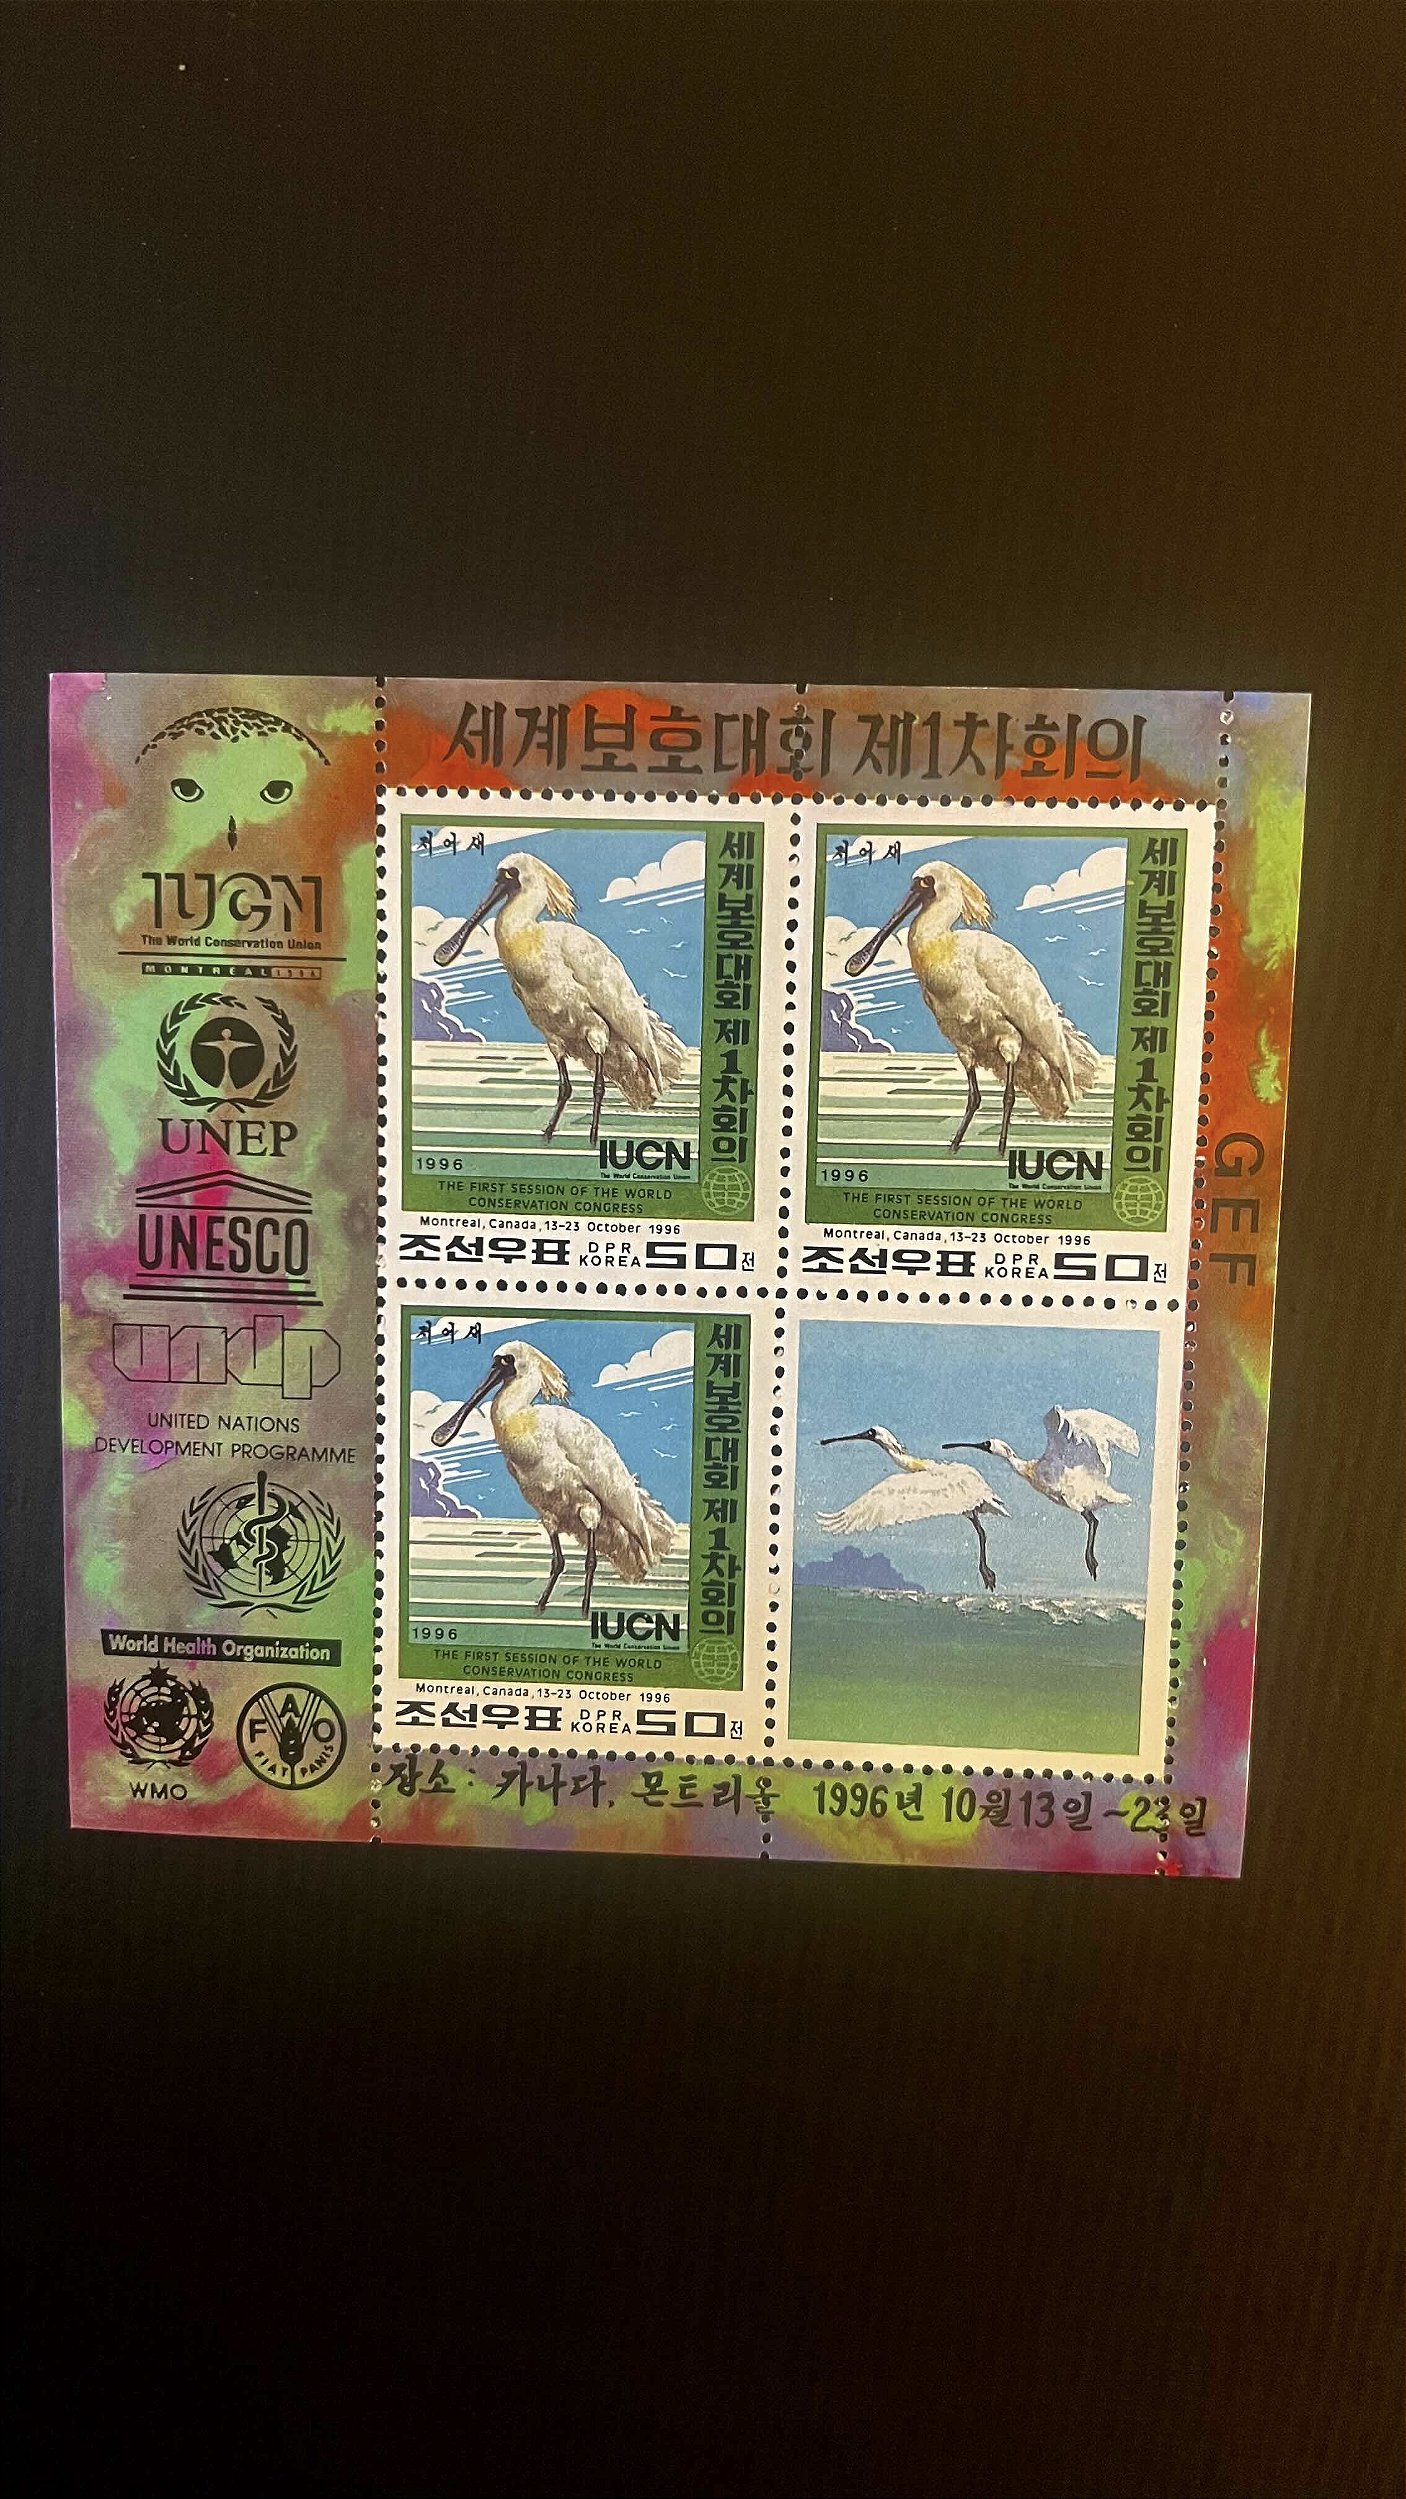 세계보호대회 제1차회의
IUCN
The World Conservation Union
MONTREAL 1996
UNEP
UNESCO
undp
UNITED NATIONS
DEVELOPMENT PROGRAMME
World Health Organization
WMO
FAO
FIAT PANIS
저어새
세계보호대회 제1차회의
1996
IUCN
The World Conservation Union
THE FIRST SESSION OF THE WORLD
CONSERVATION CONGRESS
Montreal, Canada, 13-23 October 1996
조선우표 DPR KOREA 50 전
저어새
세계보호대회 제1차회의
1996
IUCN
The World Conservation Union
THE FIRST SESSION OF THE WORLD
CONSERVATION CONGRESS
Montreal, Canada, 13-23 October 1996
조선우표 DPR KOREA 50 전
GEF
저어새
세계보호대회 제1차회의
1996
IUCN
The World Conservation Union
THE FIRST SESSION OF THE WORLD
CONSERVATION CONGRESS
Montreal, Canada, 13-23 October 1996
조선우표 DPR KOREA 50 전
장소: 카나다, 몬트리올 1996년 10월13일~23일